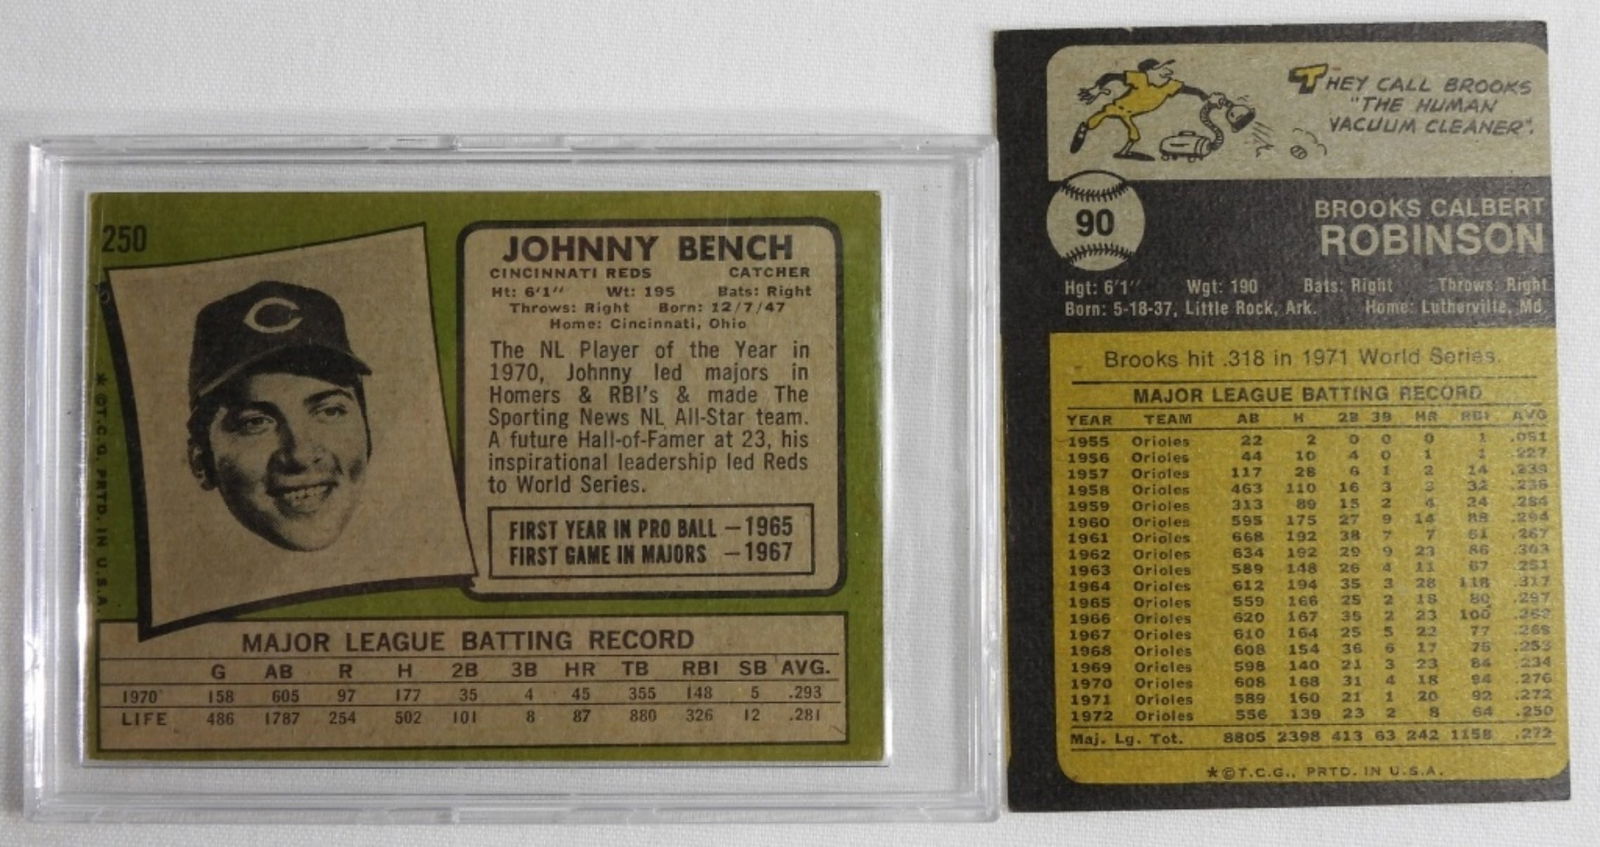 250
JOHNNY BENCH
CINCINNATI REDS CATCHER
Ht: 6'1" Wt: 195 Bats: Right
Throws: Right Born: 12/7/47
Home: Cincinnati, Ohio
The NL Player of the Year in
1970, Johnny led majors in
Homers & RBI's & made The
Sporting News NL All-Star team.
A future Hall-of-Famer at 23, his
inspirational leadership led Reds
to World Series.
FIRST YEAR IN PRO BALL —1965
FIRST GAME IN MAJORS —1967
C
★©T.C.G. PRTD. IN U.S.A.
MAJOR LEAGUE BATTING RECORD
G AB R H 2B 3B HR TB RBI SB AVG.
1970 158 605 97 177 35 4 45 355 148 5 .293
LIFE 486 1787 254 502 101 8 87 880 326 12 .281
THEY CALL BROOKS
"THE HUMAN
VACUUM CLEANER".
90
BROOKS CALBERT
ROBINSON
Hgt: 6'1" Wgt: 190 Bats: Right Throws: Right
Born: 5-18-37, Little Rock, Ark. Home: Lutherville, Md.
Brooks hit .318 in 1971 World Series.
MAJOR LEAGUE BATTING RECORD
YEAR TEAM AB H 2B 3B HR RBI AVG
1955 Orioles 22 2 0 0 0 1 .091
1956 Orioles 44 10 4 0 1 1 .227
1957 Orioles 117 28 6 1 2 14 .239
1958 Orioles 463 110 16 3 3 32 .238
1959 Orioles 313 89 15 2 4 24 .284
1960 Orioles 595 175 27 9 14 88 .294
1961 Orioles 668 192 38 7 7 61 .287
1962 Orioles 634 192 29 9 23 86 .303
1963 Orioles 589 148 26 4 11 67 .251
1964 Orioles 612 194 35 3 28 118 .317
1965 Orioles 559 166 25 2 18 80 .297
1966 Orioles 620 167 35 2 23 100 .269
1967 Orioles 610 164 25 5 22 77 .269
1968 Orioles 608 154 36 6 17 75 .253
1969 Orioles 598 140 21 3 23 84 .234
1970 Orioles 608 168 31 4 18 94 .276
1971 Orioles 589 160 21 1 20 92 .272
1972 Orioles 556 139 23 2 8 64 .250
Maj. Lg. Tot. 8805 2398 413 63 242 1158 .272
★©T.C.G., PRTD. IN U.S.A.